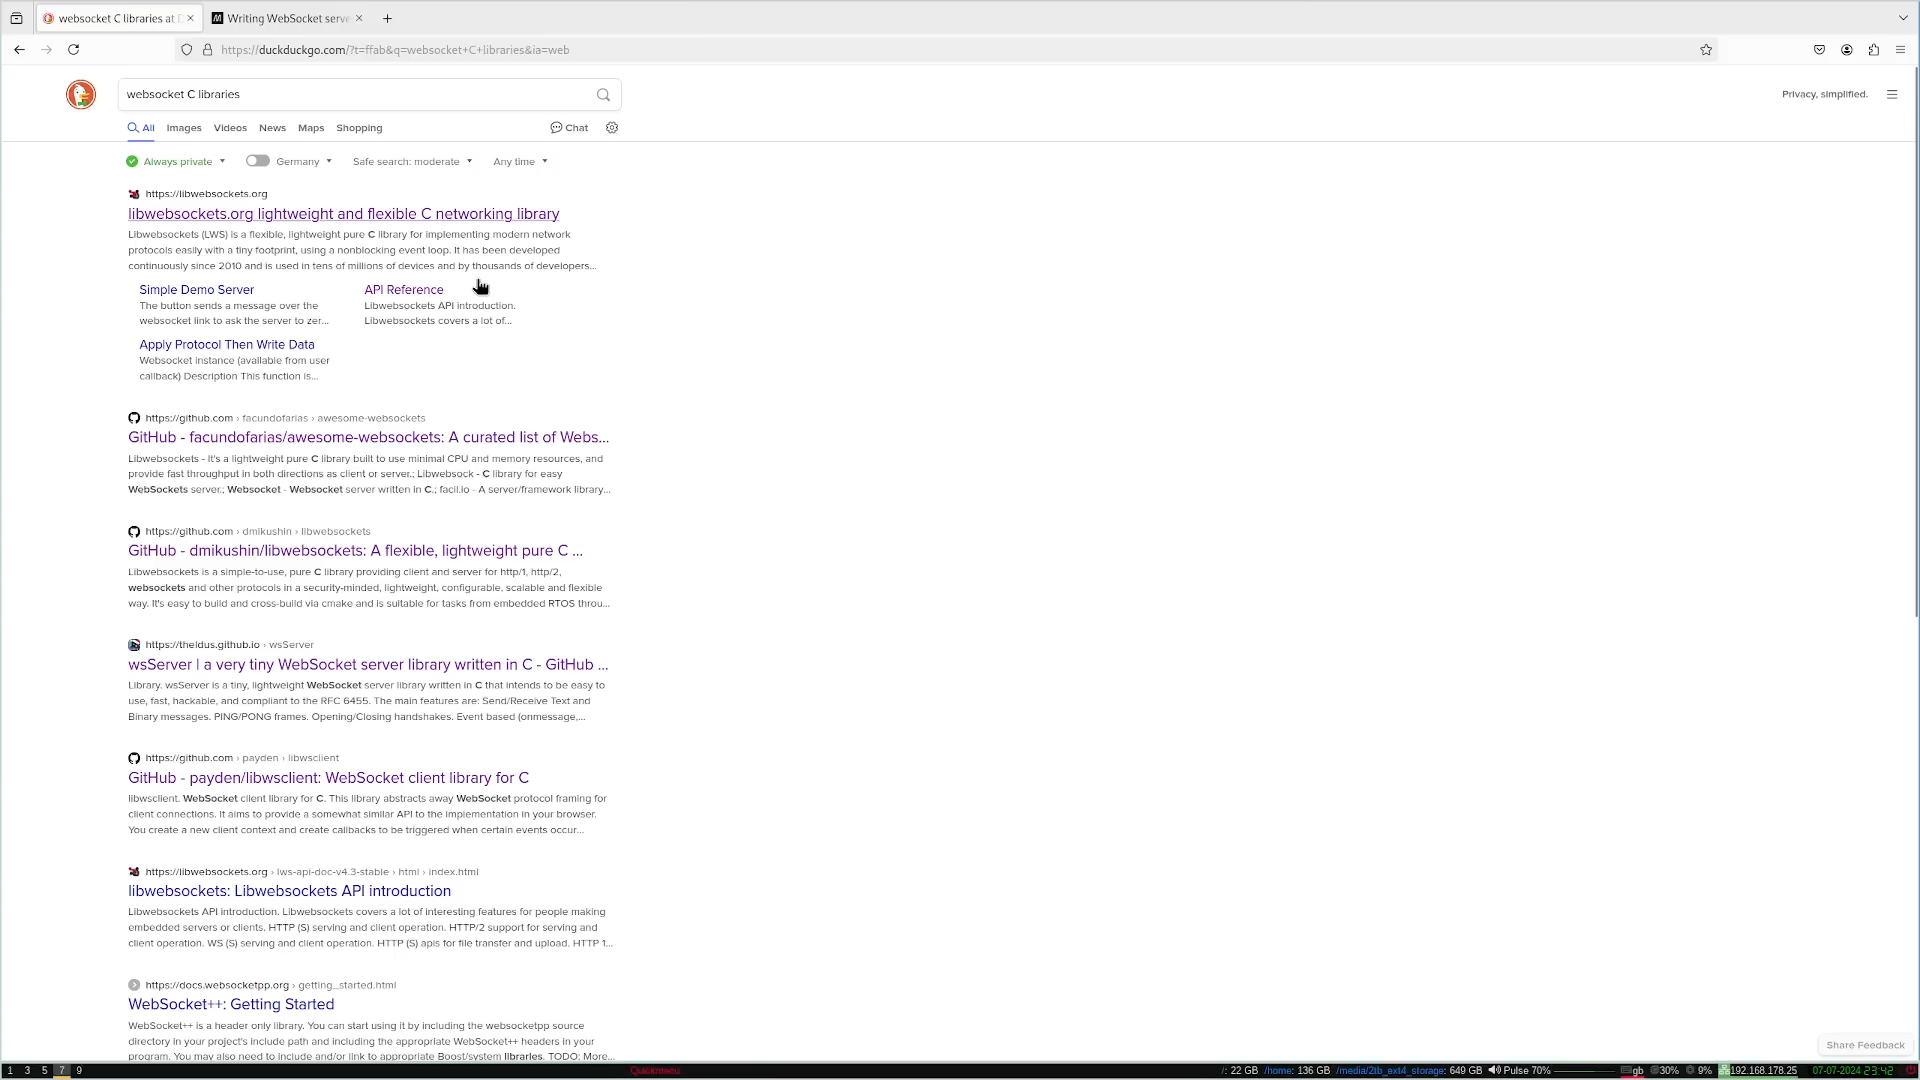 websocket C libraries at D
Writing WebSocket serve
https://duckduckgo.com/?t=ffab&q=websocket+C+libraries&ia=web
websocket C libraries
Privacy, simplified.
All Images Videos News Maps Shopping Chat
Always private Germany Safe search: moderate Any time
https://libwebsockets.org
libwebsockets.org lightweight and flexible C networking library
Libwebsockets (LWS) is a flexible, lightweight pure C library for implementing modern network
protocols easily with a tiny footprint, using a nonblocking event loop. It has been developed
continuously since 2010 and is used in tens of millions of devices and by thousands of developers...
Simple Demo Server
The button sends a message over the
websocket link to ask the server to zer...
API Reference
Libwebsockets API introduction.
Libwebsockets covers a lot of...
Apply Protocol Then Write Data
Websocket instance (available from user
callback) Description This function is...
https://github.com › facundofarias › awesome-websockets
GitHub - facundofarias/awesome-websockets: A curated list of Webs...
Libwebsockets - It's a lightweight pure C library built to use minimal CPU and memory resources, and
provide fast throughput in both directions as client or server.; Libwebsock - C library for easy
WebSockets server.; Websocket - Websocket server written in C.; facil.io - A server/framework library...
https://github.com › dmikushin › libwebsockets
GitHub - dmikushin/libwebsockets: A flexible, lightweight pure C ...
Libwebsockets is a simple-to-use, pure C library providing client and server for http/1, http/2,
websockets and other protocols in a security-minded, lightweight, configurable, scalable and flexible
way. It's easy to build and cross-build via cmake and is suitable for tasks from embedded RTOS throu...
https://theldus.github.io › wsServer
wsServer | a very tiny WebSocket server library written in C - GitHub ...
Library. wsServer is a tiny, lightweight WebSocket server library written in C that intends to be easy to
use, fast, hackable, and compliant to the RFC 6455. The main features are: Send/Receive Text and
Binary messages. PING/PONG frames. Opening/Closing handshakes. Event based (onmessage,...
https://github.com › payden › libwsclient
GitHub - payden/libwsclient: WebSocket client library for C
libwsclient. WebSocket client library for C. This library abstracts away WebSocket protocol framing for
client connections. It aims to provide a somewhat similar API to the implementation in your browser.
You create a new client context and create callbacks to be triggered when certain events occur...
https://libwebsockets.org › lws-api-doc-v4.3-stable › html › index.html
libwebsockets: Libwebsockets API introduction
Libwebsockets API introduction. Libwebsockets covers a lot of interesting features for people making
embedded servers or clients. HTTP (S) serving and client operation. HTTP/2 support for serving and
client operation. WS (S) serving and client operation. HTTP (S) apis for file transfer and upload. HTTP 1...
https://docs.websocketpp.org › getting_started.html
WebSocket++: Getting Started
WebSocket++ is a header only library. You can start using it by including the websocketpp source
directory in your project's include path and including the appropriate WebSocket++ headers in your
program. You may also need to include and/or link to appropriate Boost/system libraries. TODO: More...
Share Feedback
1 3 5 7 9 Quickmenu /: 22 GB /home: 136 GB /media/2tb_ext4_storage: 649 GB Pulse 70% gb 30% 9% 192.168.178.25 07-07-2024 23:42